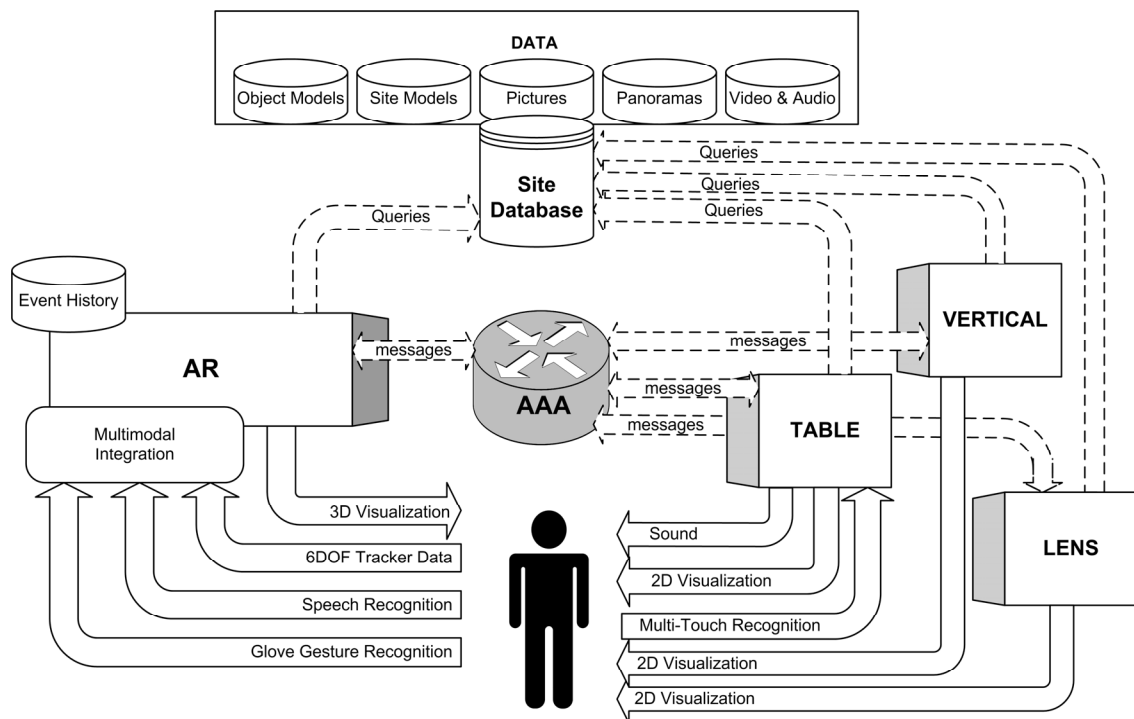 DATA
Object Models
Site Models
Pictures
Panoramas
Video & Audio
Site
Database
Queries
Queries
Queries
Queries
Event History
AR
messages
AAA
messages
messages
messages
VERTICAL
TABLE
LENS
Multimodal
Integration
3D Visualization
6DOF Tracker Data
Speech Recognition
Glove Gesture Recognition
Sound
2D Visualization
Multi-Touch Recognition
2D Visualization
2D Visualization